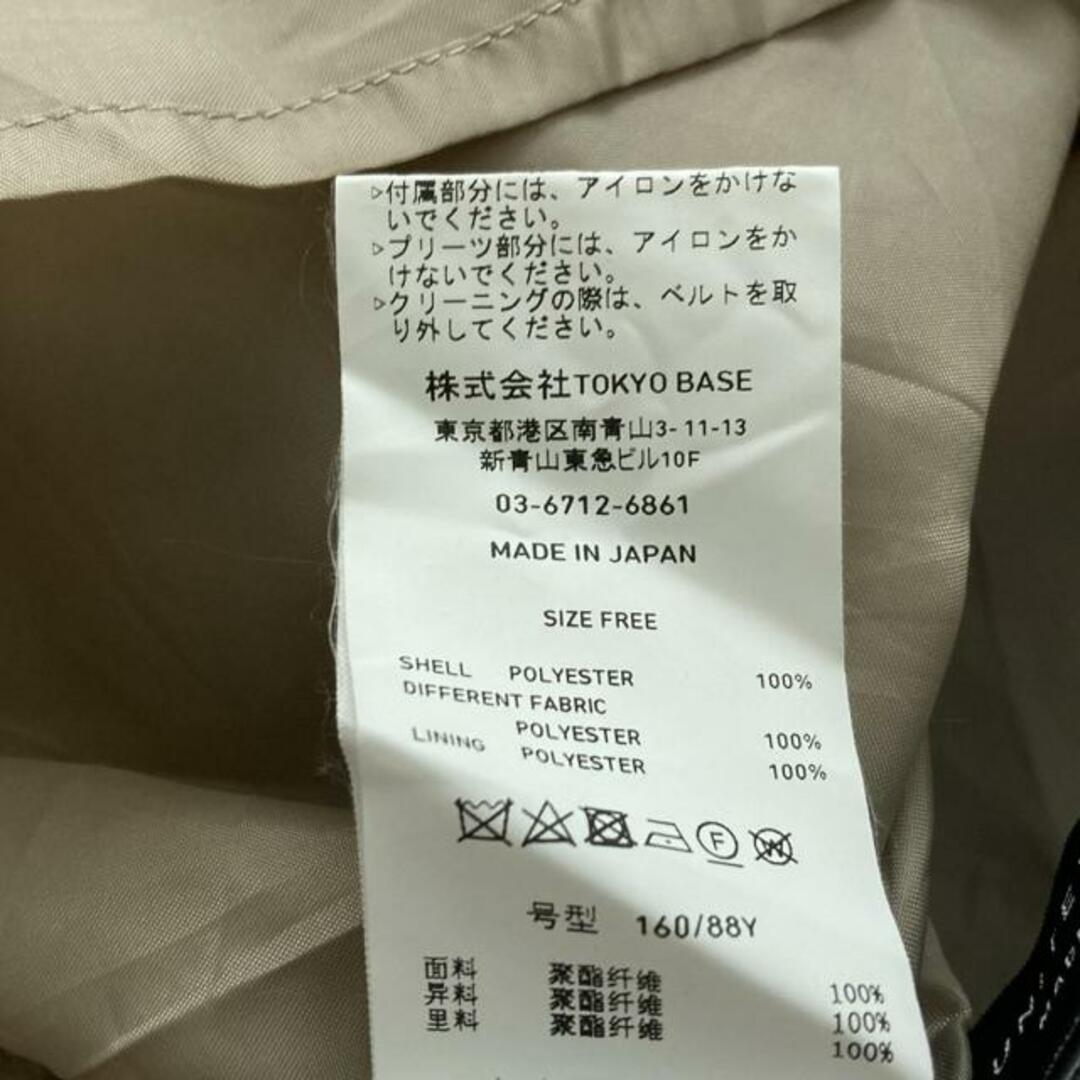 ▷付属部分には、アイロンをかけな
いでください。
▷プリーツ部分には、アイロンをか
けないでください。
▷クリーニングの際は、ベルトを取
り外してください。
株式会社TOKYO BASE
東京都港区南青山3-11-13
新青山東急ビル10F
03-6712-6861
MADE IN JAPAN
SIZE FREE
SHELL POLYESTER 100%
DIFFERENT FABRIC
POLYESTER 100%
LINING POLYESTER 100%
F W
号型 160/88Y
面料 聚酯纤维 100%
异料 聚酯纤维 100%
里料 聚酯纤维 100%